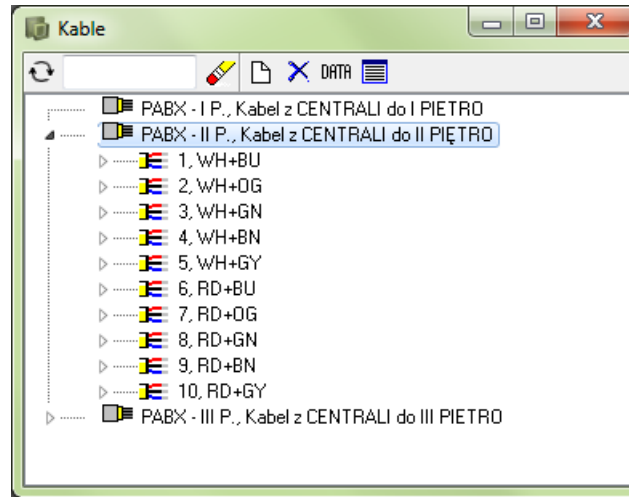 Kable
DATA
PABX - I P., Kabel z CENTRALI do I PIETRO
PABX - II P., Kabel z CENTRALI do II PIĘTRO
1, WH+BU
2, WH+OG
3, WH+GN
4, WH+BN
5, WH+GY
6, RD+BU
7, RD+OG
8, RD+GN
9, RD+BN
10, RD+GY
PABX - III P., Kabel z CENTRALI do III PIETRO